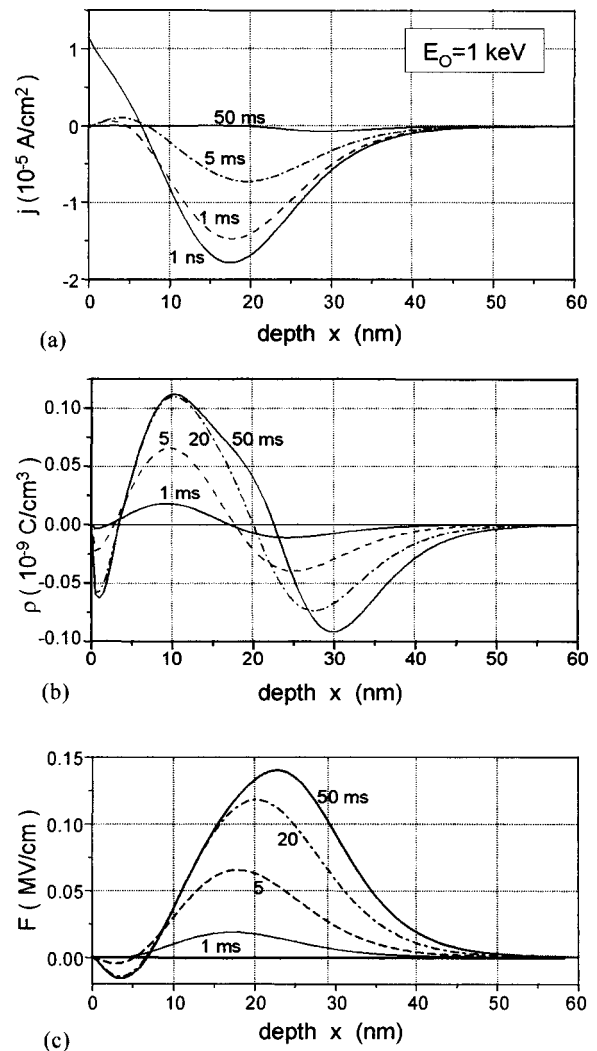 E_O=1 keV
j (10^-5 A/cm^2)
1
0
-1
-2
50 ms
5 ms
1 ms
1 ns
0 10 20 30 40 50 60
depth x (nm)
(a)
ρ ( 10^-9 C/cm^3 )
0.10
0.05
0.00
-0.05
-0.10
5 20 50 ms
1 ms
0 10 20 30 40 50 60
depth x (nm)
(b)
F ( MV/cm )
0.15
0.10
0.05
0.00
50 ms
20
5
1 ms
0 10 20 30 40 50 60
depth x (nm)
(c)